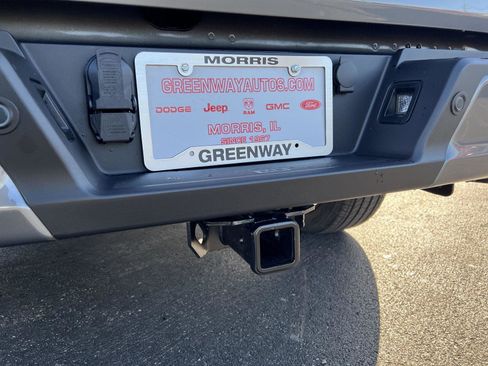 MORRIS
GREENWAYAUTOS.COM
DODGE Jeep RAM GMC Ford
MORRIS, IL
SINCE 1967
GREENWAY